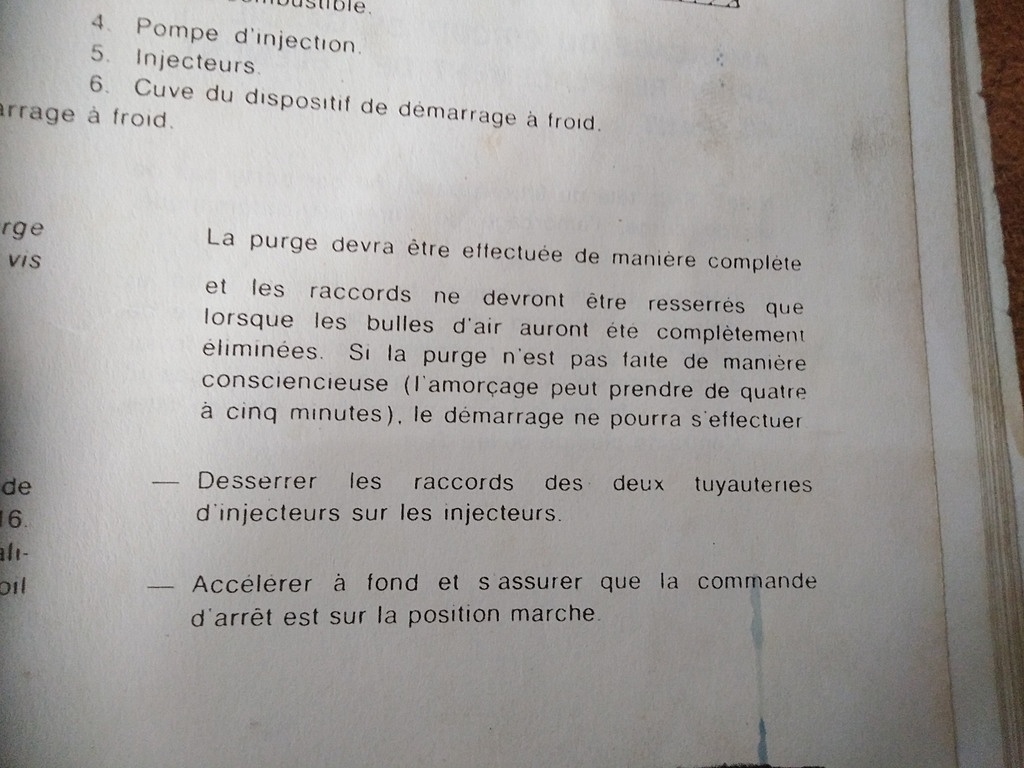 4. Pompe d'injection.
5. Injecteurs.
6. Cuve du dispositif de démarrage à froid.
à froid.
vis
La purge devra être effectuée de manière complète
et les raccords ne devront être resserrés que
lorsque les bulles d'air auront été complètement
éliminées. Si la purge n'est pas faite de manière
consciencieuse (l'amorçage peut prendre de quatre
à cinq minutes), le démarrage ne pourra s'effectuer
de
16.
— Desserrer les raccords des deux tuyauteries
d'injecteurs sur les injecteurs.
— Accélérer à fond et s'assurer que la commande
d'arrêt est sur la position marche.